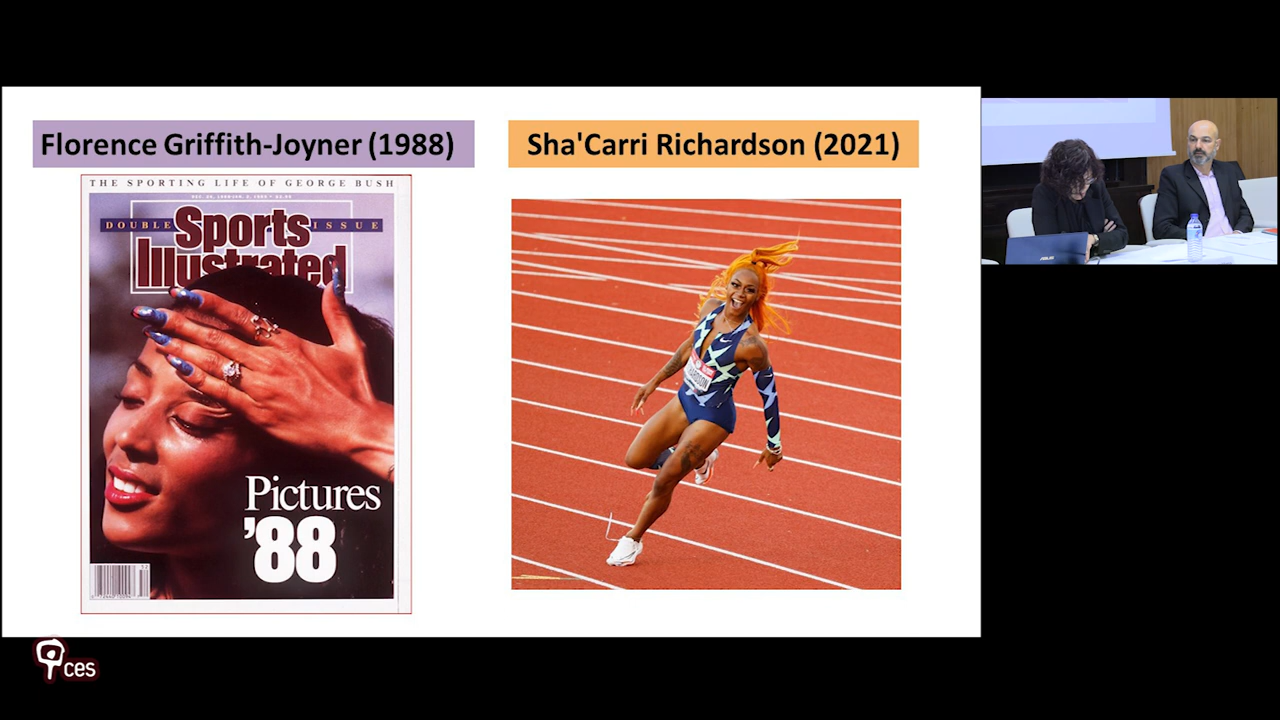 Florence Griffith-Joyner (1988)
Sha'Carri Richardson (2021)
THE SPORTING LIFE OF GEORGE BUSH
DOUBLE ISSUE
Sports
Illustrated
Pictures
'88
ces